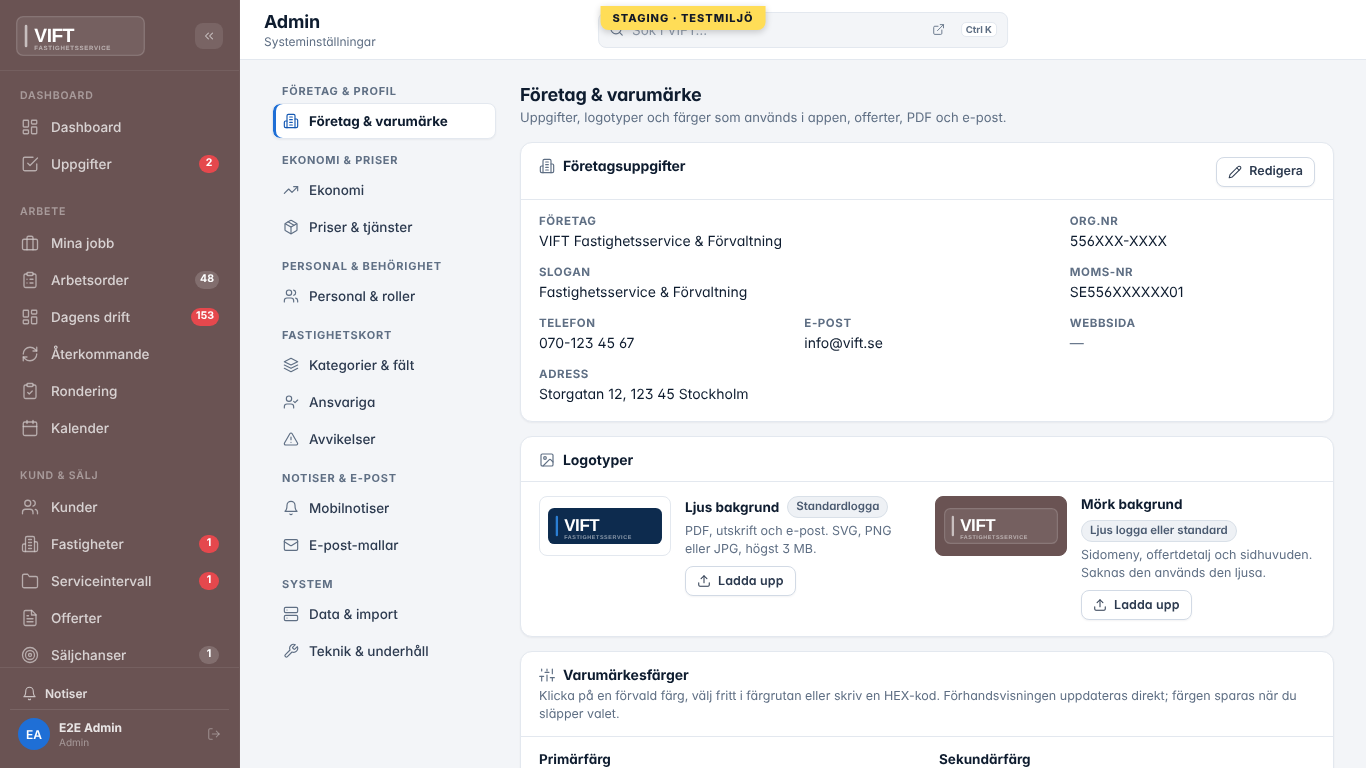 VIFT
FASTIGHETSSERVICE
DASHBOARD
Dashboard
Uppgifter 2
ARBETE
Mina jobb
Arbetsorder 48
Dagens drift 153
Återkommande
Rondering
Kalender
KUND & SÄLJ
Kunder
Fastigheter 1
Serviceintervall 1
Offerter
Säljchanser 1
Notiser
EA
E2E Admin
Admin
Admin
Systeminställningar
STAGING · TESTMILJÖ
Sök i VIFT...
Ctrl K
FÖRETAG & PROFIL
Företag & varumärke
EKONOMI & PRISER
Ekonomi
Priser & tjänster
PERSONAL & BEHÖRIGHET
Personal & roller
FASTIGHETSKORT
Kategorier & fält
Ansvariga
Avvikelser
NOTISER & E-POST
Mobilnotiser
E-post-mallar
SYSTEM
Data & import
Teknik & underhåll
Företag & varumärke
Uppgifter, logotyper och färger som används i appen, offerter, PDF och e-post.
Företagsuppgifter
Redigera
FÖRETAG
VIFT Fastighetsservice & Förvaltning
ORG.NR
556XXX-XXXX
SLOGAN
Fastighetsservice & Förvaltning
MOMS-NR
SE556XXXXXX01
TELEFON
070-123 45 67
E-POST
info@vift.se
WEBBSIDA
—
ADRESS
Storgatan 12, 123 45 Stockholm
Logotyper
VIFT
FASTIGHETSSERVICE
Ljus bakgrund Standardlogga
PDF, utskrift och e-post. SVG, PNG
eller JPG, högst 3 MB.
Ladda upp
VIFT
FASTIGHETSSERVICE
Mörk bakgrund
Ljus logga eller standard
Sidomeny, offertdetalj och sidhuvuden.
Saknas den används den ljusa.
Ladda upp
Varumärkesfärger
Klicka på en förvald färg, välj fritt i färgrutan eller skriv en HEX-kod. Förhandsvisningen uppdateras direkt; färgen sparas när du
släpper valet.
Primärfärg
Sekundärfärg